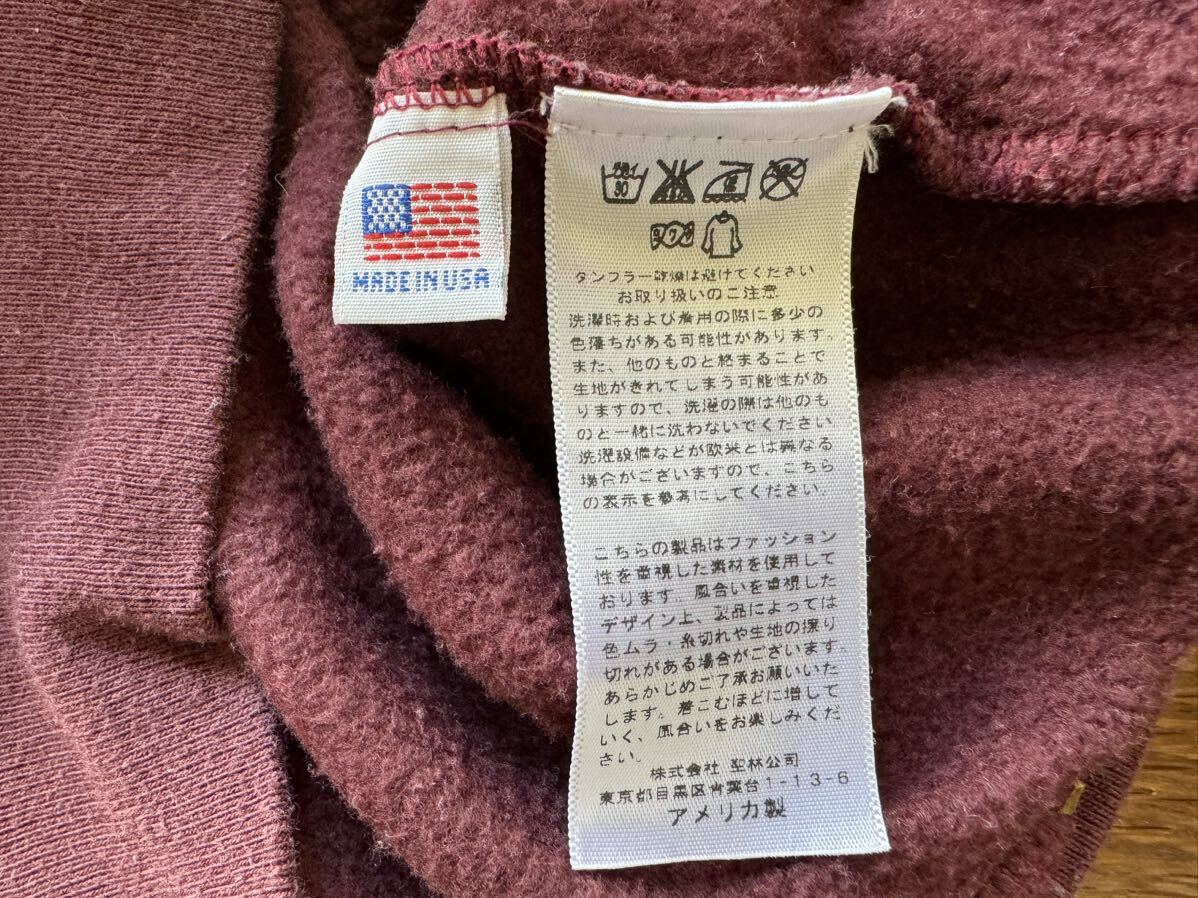 MADE IN USA
タンブラー乾燥は避けてください
お取り扱いのご注意
洗濯時および着用の際に多少の
色落ちがある可能性があります。
また、他のものと絡まることで
生地がきれてしまう可能性があ
りますので、洗濯の際は他のも
のと一緒に洗わないでください
洗濯設備などが欧米とは異なる
場合がございますので、こちら
の表示を参考にしてください.
こちらの製品はファッション
性を重視した素材を使用して
おります。風合いを重視した
デザイン上、製品によっては
色ムラ・糸切れや生地の擦り
切れがある場合がございます。
あらかじめご了承お願いいた
します。着こむほどに増して
いく、風合いをお楽しみくだ
さい。
株式会社 聖林公司
東京都目黒区青葉台1-13-6
アメリカ製